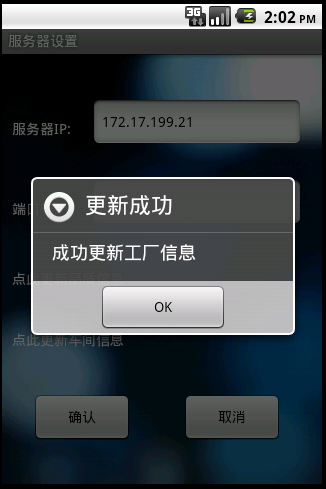 3G
2:02 PM
服务器设置
服务器IP:
172.17.199.21
端口
更新成功
成功更新工厂信息
OK
点此更新车间信息
确认
取消